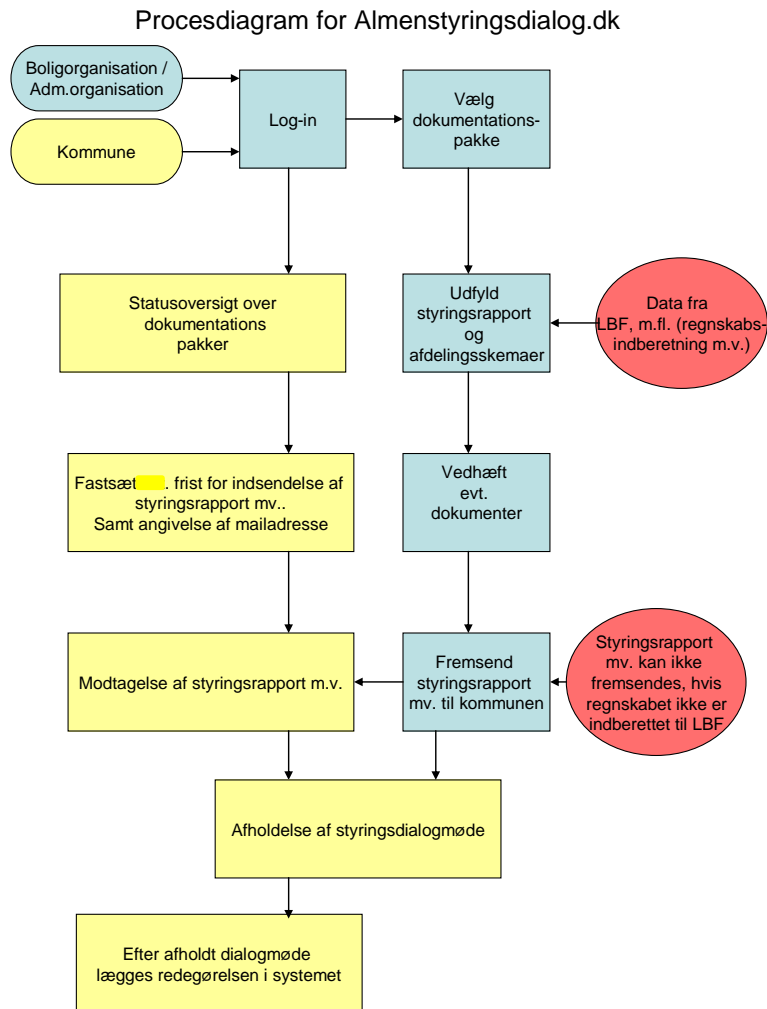 Procesdiagram for Almenstyringsdialog.dk
Boligorganisation /
Adm.organisation
Kommune
Log-in
Vælg
dokumentations-
pakke
Statusoversigt over
dokumentations
pakker
Udfyld
styringsrapport
og
afdelingsskemaer
Data fra
LBF, m.fl. (regnskabs-
indberetning m.v.)
Fastsæt . frist for indsendelse af
styringsrapport mv..
Samt angivelse af mailadresse
Vedhæft
evt.
dokumenter
Modtagelse af styringsrapport m.v.
Fremsend
styringsrapport
mv. til kommunen
Styringsrapport
mv. kan ikke
fremsendes, hvis
regnskabet ikke er
indberettet til LBF
Afholdelse af styringsdialogmøde
Efter afholdt dialogmøde
lægges redegørelsen i systemet